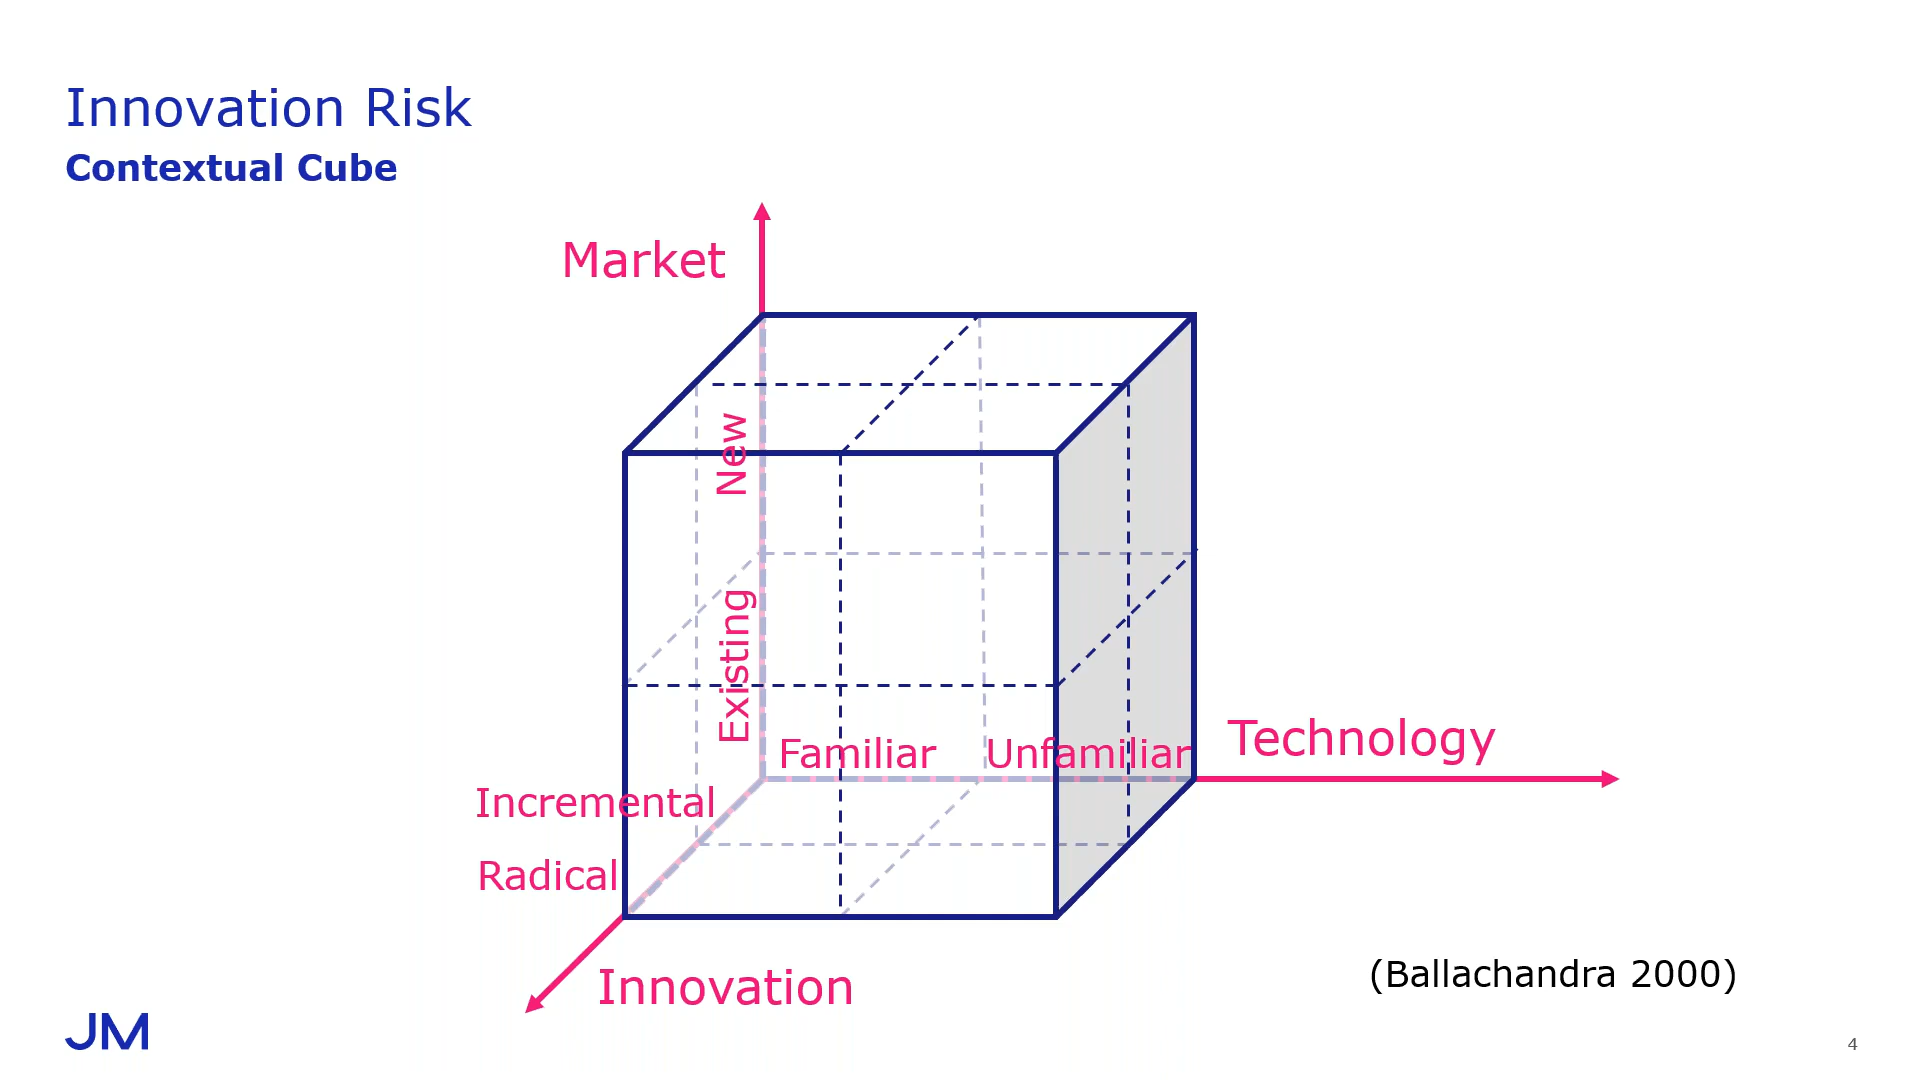 Innovation Risk
Contextual Cube
Market
New
Existing
Familiar
Unfamiliar
Technology
Incremental
Radical
Innovation
(Ballachandra 2000)
JM
4